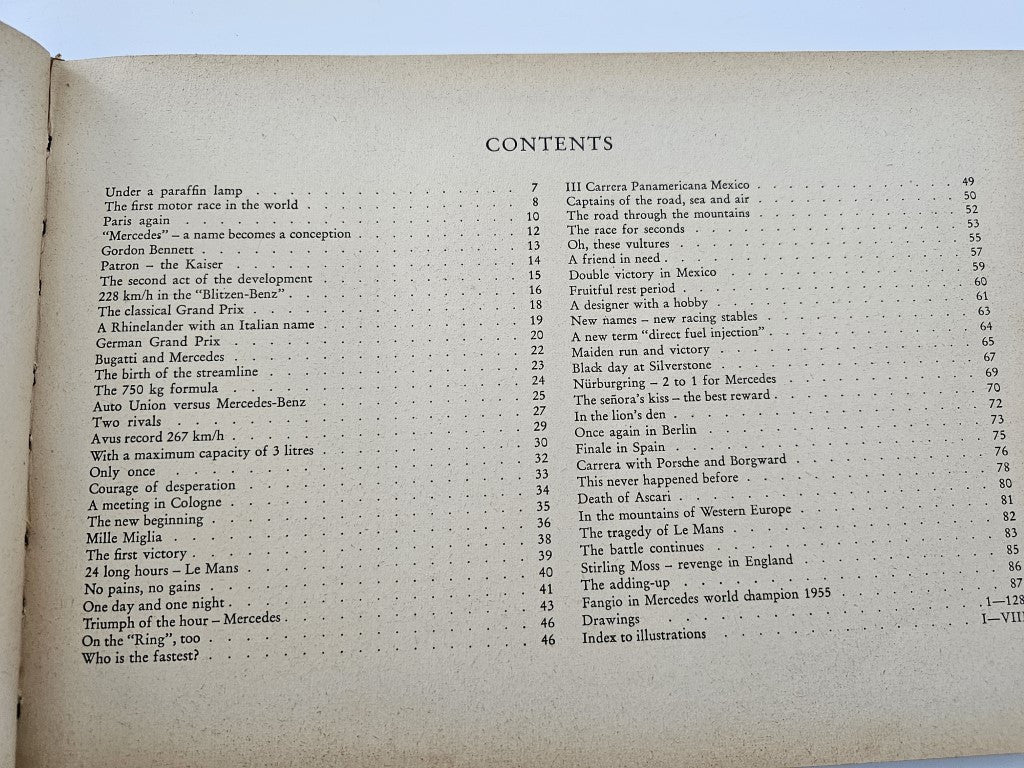 CONTENTS
Under a paraffin lamp 7
The first motor race in the world 8
Paris again 10
“Mercedes” – a name becomes a conception 12
Gordon Bennett 13
Patron – the Kaiser 14
The second act of the development 15
228 km/h in the “Blitzen-Benz” 16
The classical Grand Prix 18
A Rhinelander with an Italian name 19
German Grand Prix 20
Bugatti and Mercedes 22
The birth of the streamline 23
The 750 kg formula 24
Auto Union versus Mercedes-Benz 25
Two rivals 27
Avus record 267 km/h 29
With a maximum capacity of 3 litres 30
Only once 32
Courage of desperation 33
A meeting in Cologne 34
The new beginning 35
Mille Miglia 36
The first victory 38
24 long hours – Le Mans 39
No pains, no gains 40
One day and one night 41
Triumph of the hour – Mercedes 43
On the “Ring”, too 46
Who is the fastest? 46
III Carrera Panamericana Mexico 49
Captains of the road, sea and air 50
The road through the mountains 52
The race for seconds 53
Oh, these vultures 55
A friend in need 57
Double victory in Mexico 59
Fruitful rest period 60
A designer with a hobby 61
New names – new racing stables 63
A new term “direct fuel injection” 64
Maiden run and victory 65
Black day at Silverstone 67
Nürburgring – 2 to 1 for Mercedes 69
The señora’s kiss – the best reward 70
In the lion’s den 72
Once again in Berlin 73
Finale in Spain 75
Carrera with Porsche and Borgward 76
This never happened before 78
Death of Ascari 80
In the mountains of Western Europe 81
The tragedy of Le Mans 82
The battle continues 83
Stirling Moss – revenge in England 85
The adding-up 86
Fangio in Mercedes world champion 1955 87
Drawings 1—128
Index to illustrations I—VIII